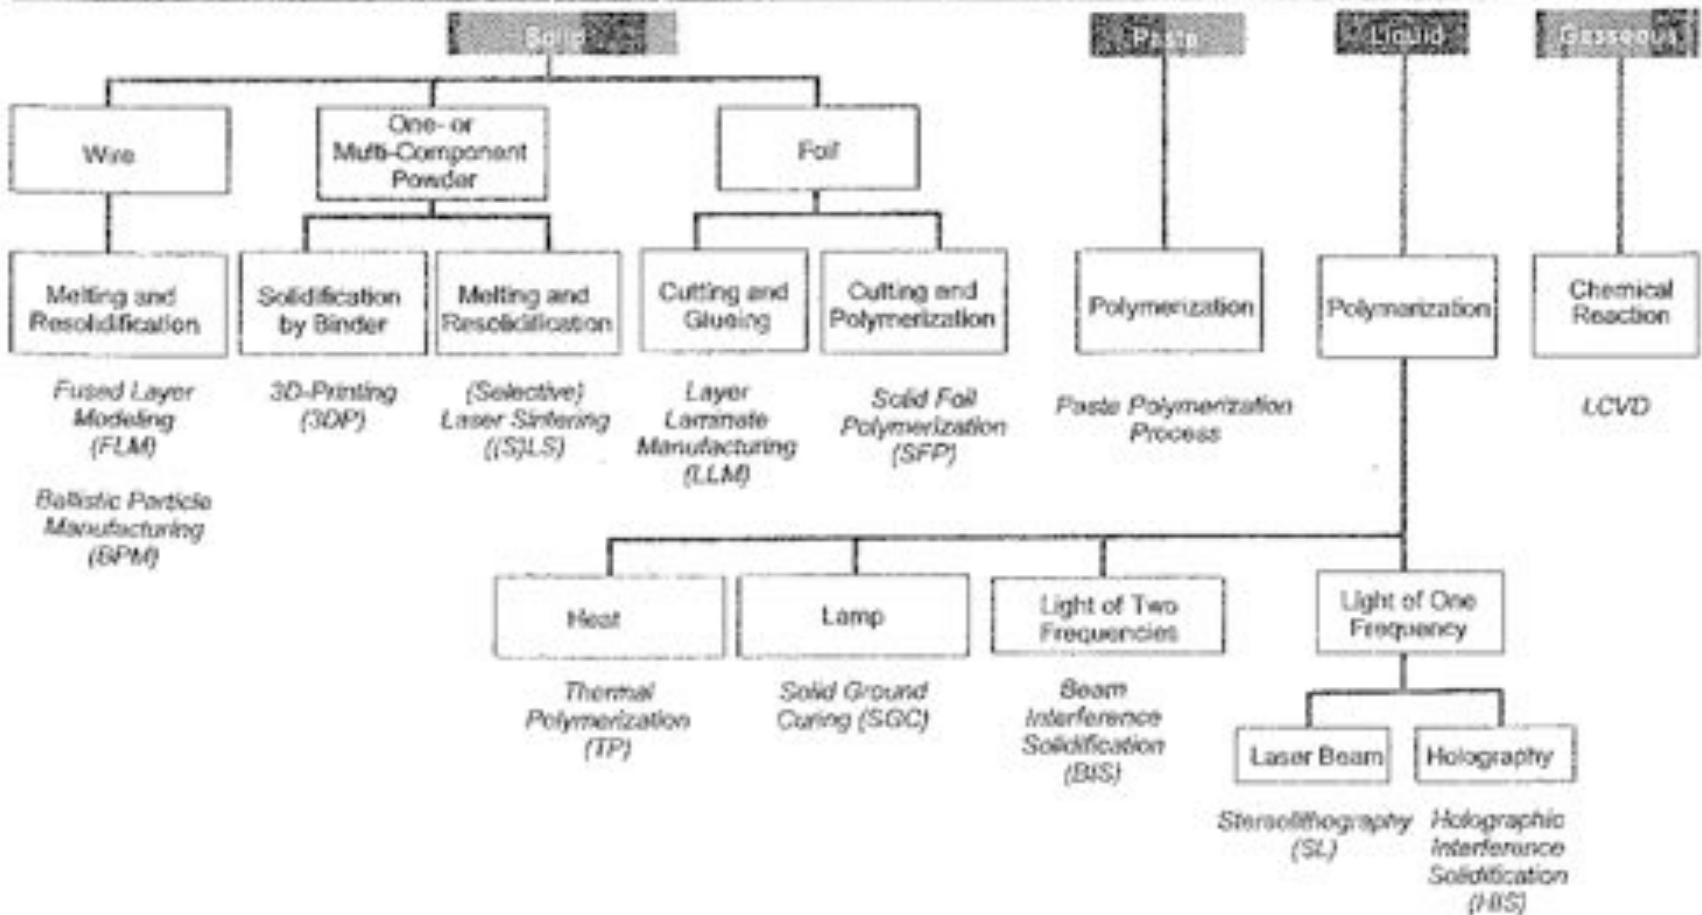 Solid
Paste
Liquid
Gasseous
Wire
One- or
Multi-Component
Powder
Foil
Melting and
Resolidification
Solidification
by Binder
Melting and
Resolidification
Cutting and
Glueing
Cutting and
Polymerization
Polymerization
Polymerization
Chemical
Reaction
Fused Layer
Modeling
(FLM)
3D-Printing
(3DP)
(Selective)
Laser Sintering
((S)LS)
Layer
Laminate
Manufacturing
(LLM)
Solid Foil
Polymerization
(SFP)
Paste Polymerization
Process
LCVD
Ballistic Particle
Manufacturing
(BPM)
Heat
Lamp
Light of Two
Frequencies
Light of One
Frequency
Thermal
Polymerization
(TP)
Solid Ground
Curing (SGC)
Beam
Interference
Solidification
(BIS)
Laser Beam
Holography
Stereolithography
(SL)
Holographic
Interference
Solidification
(HIS)